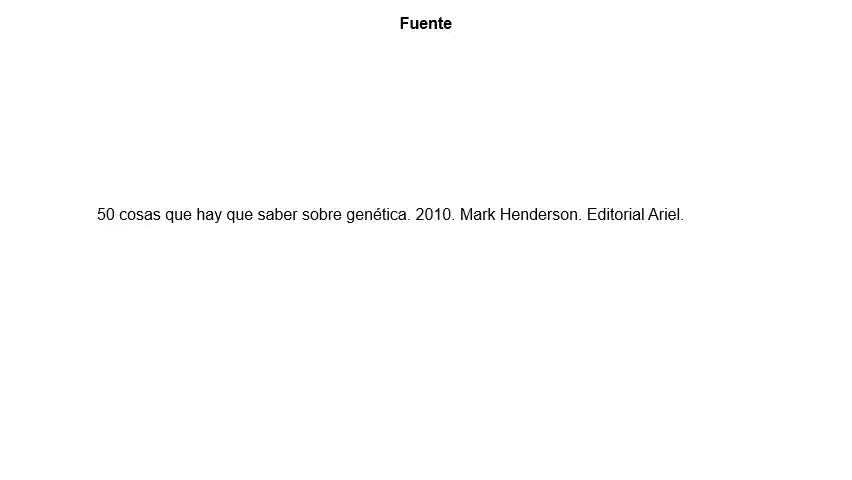 Fuente
50 cosas que hay que saber sobre genética. 2010. Mark Henderson. Editorial Ariel.